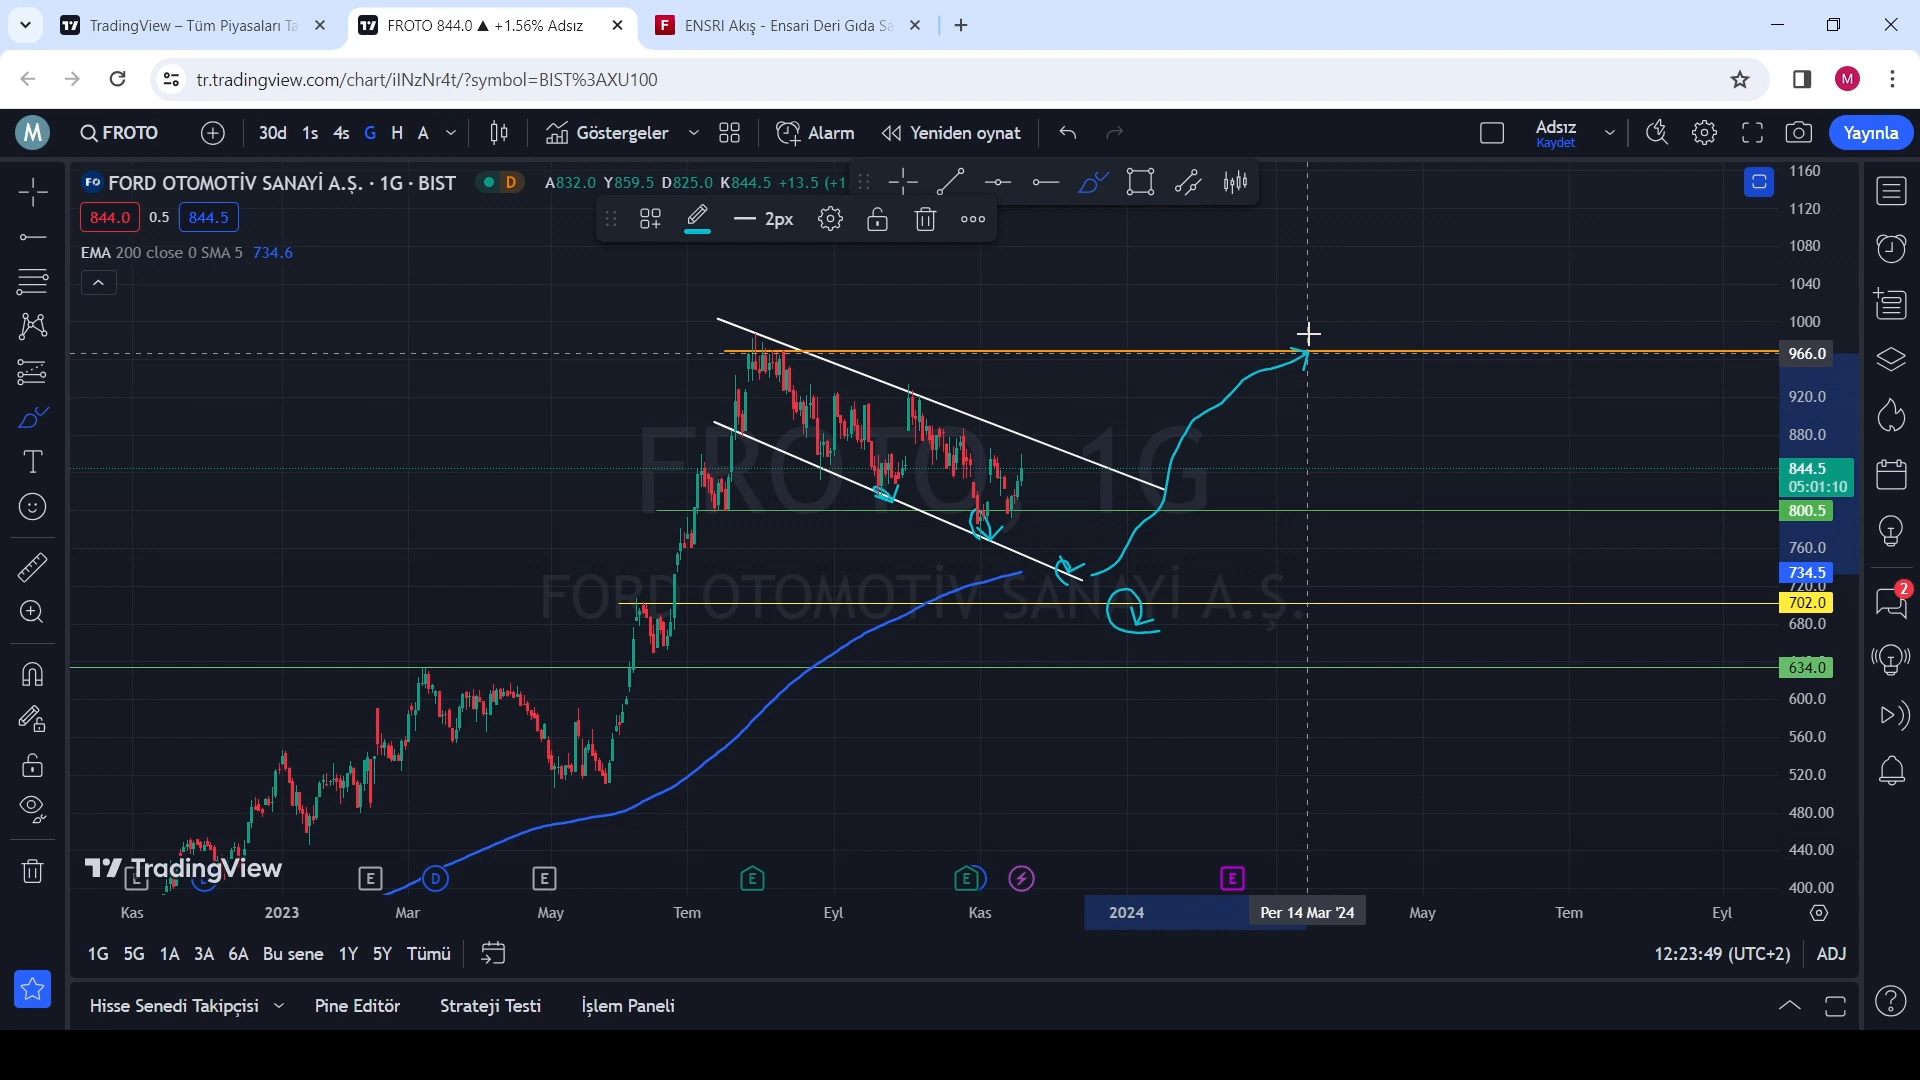 TradingView – Tüm Piyasaları Ta
FROTO 844.0 ▲ +1.56% Adsız
ENSRI Akış - Ensari Deri Gıda Sa
tr.tradingview.com/chart/iINzNr4t/?symbol=BIST%3AXU100
M
M
FROTO
30d 1s 4s G H A
Göstergeler
Alarm
Yeniden oynat
Adsız
Kaydet
Yayınla
FO FORD OTOMOTİV SANAYİ A.Ş. · 1G · BIST
D
A832.0 Y859.5 D825.0 K844.5 +13.5 (+1
844.0 0.5 844.5
2px
EMA 200 close 0 SMA 5 734.6
FROTO, 1G
FORD OTOMOTİV SANAYİ A.Ş.
1160
1120
1080
1040
1000
966.0
920.0
880.0
844.5
05:01:10
800.5
760.0
734.5
720.0
702.0
680.0
634.0
600.0
560.0
520.0
480.00
440.00
400.00
2
TradingView
E D E E E E
Kas 2023 Mar May Tem Eyl Kas 2024 Per 14 Mar '24 May Tem Eyl
1G 5G 1A 3A 6A Bu sene 1Y 5Y Tümü
12:23:49 (UTC+2) ADJ
Hisse Senedi Takipçisi Pine Editör Strateji Testi İşlem Paneli